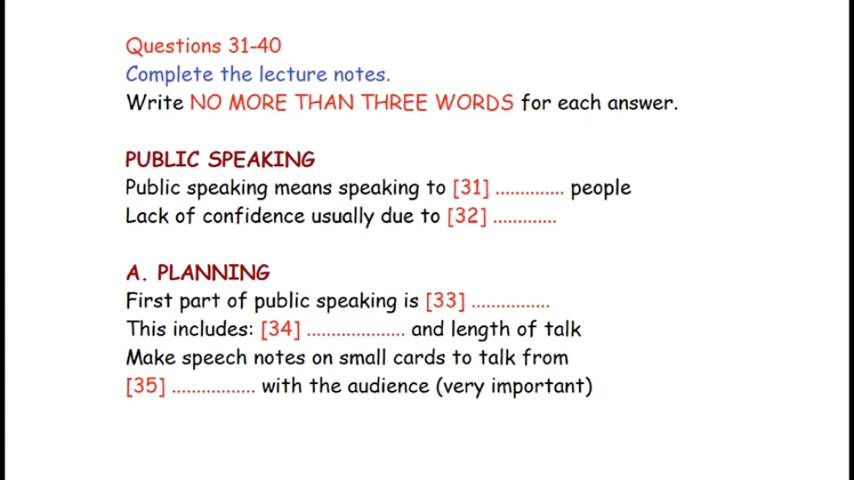 Questions 31-40
Complete the lecture notes.
Write NO MORE THAN THREE WORDS for each answer.
PUBLIC SPEAKING
Public speaking means speaking to [31] .............. people
Lack of confidence usually due to [32] .............
A. PLANNING
First part of public speaking is [33] ................
This includes: [34] .................... and length of talk
Make speech notes on small cards to talk from
[35] ................. with the audience (very important)